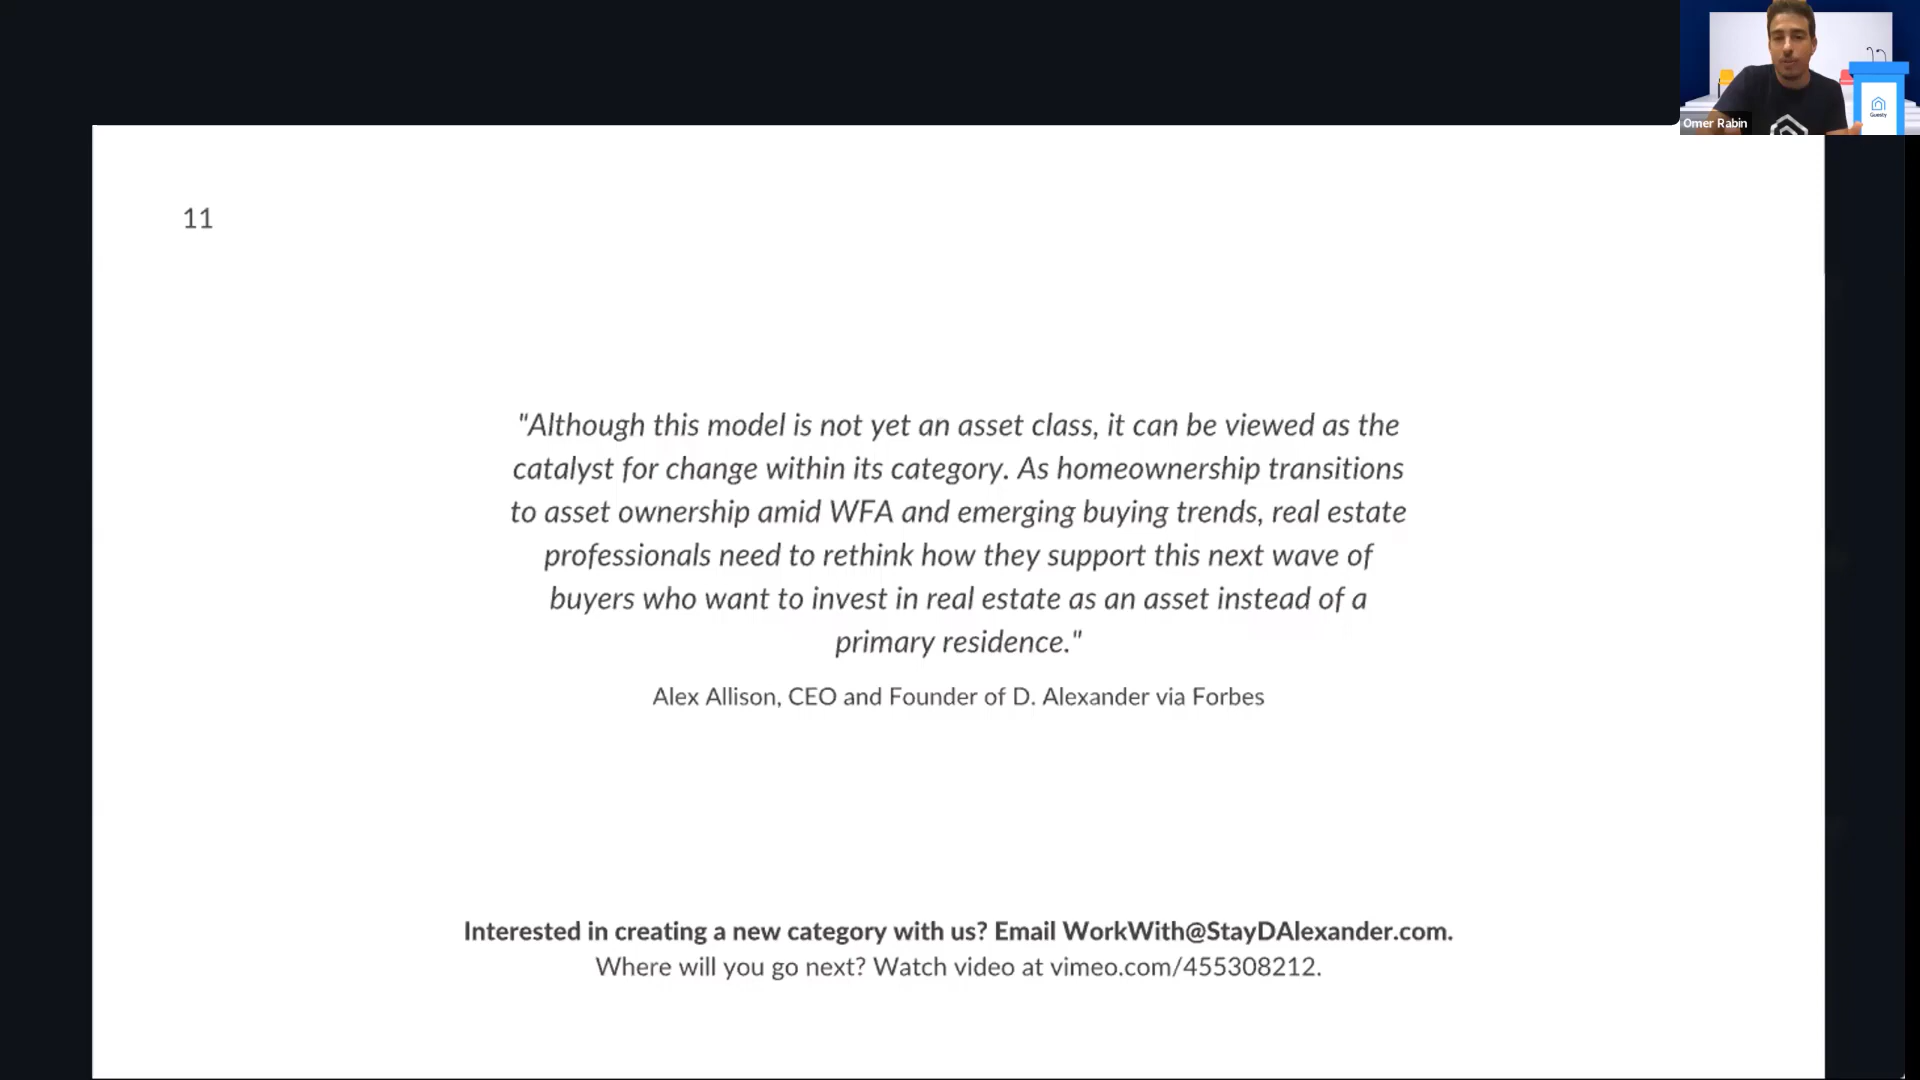 Omer Rabin
Guesty
11
"Although this model is not yet an asset class, it can be viewed as the
catalyst for change within its category. As homeownership transitions
to asset ownership amid WFA and emerging buying trends, real estate
professionals need to rethink how they support this next wave of
buyers who want to invest in real estate as an asset instead of a
primary residence."
Alex Allison, CEO and Founder of D. Alexander via Forbes
Interested in creating a new category with us? Email WorkWith@StayDAlexander.com.
Where will you go next? Watch video at vimeo.com/455308212.